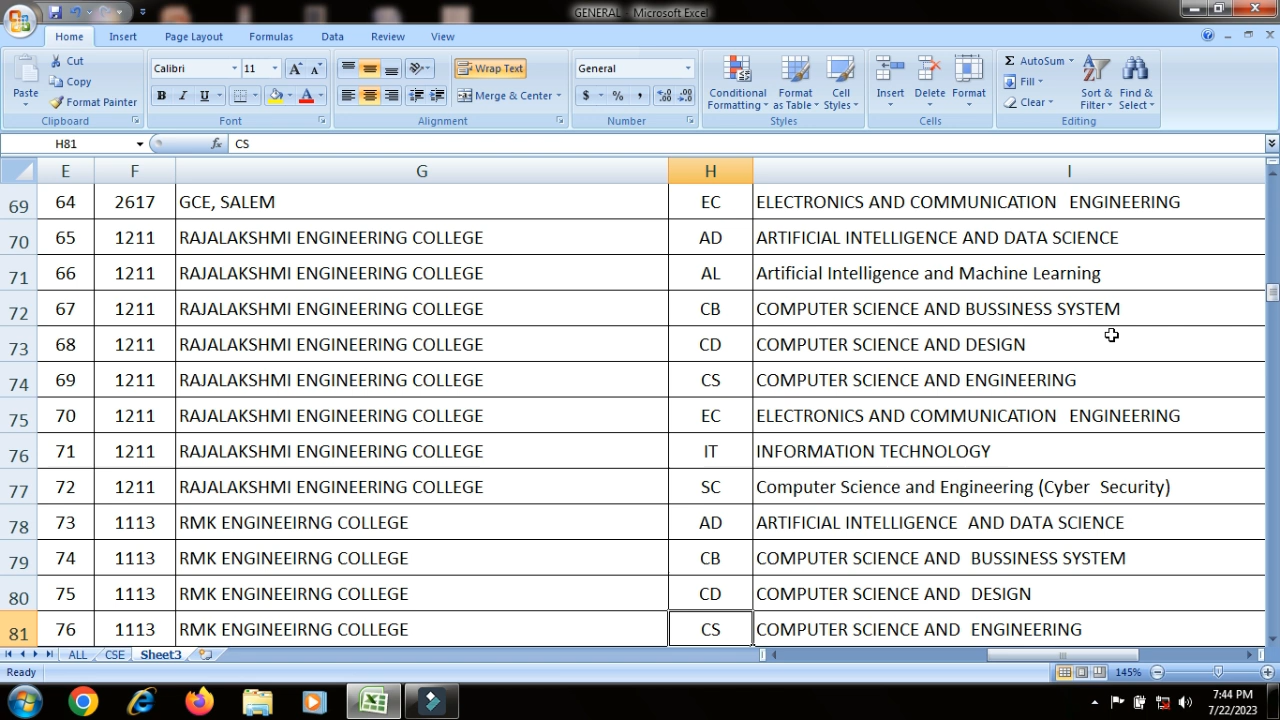 GENERAL - Microsoft Excel
Home Insert Page Layout Formulas Data Review View
Paste Cut Copy Format Painter Clipboard
Calibri 11 A A B I U A Font
Wrap Text Merge & Center Alignment
General $ % , .0 .00 .00 .0 Number
Conditional Formatting Format as Table Cell Styles Styles
Insert Delete Format Cells
Σ AutoSum Fill Clear Sort & Filter Find & Select Editing
H81 fx CS
E F G H I
69 64 2617 GCE, SALEM EC ELECTRONICS AND COMMUNICATION ENGINEERING
70 65 1211 RAJALAKSHMI ENGINEERING COLLEGE AD ARTIFICIAL INTELLIGENCE AND DATA SCIENCE
71 66 1211 RAJALAKSHMI ENGINEERING COLLEGE AL Artificial Intelligence and Machine Learning
72 67 1211 RAJALAKSHMI ENGINEERING COLLEGE CB COMPUTER SCIENCE AND BUSSINESS SYSTEM
73 68 1211 RAJALAKSHMI ENGINEERING COLLEGE CD COMPUTER SCIENCE AND DESIGN
74 69 1211 RAJALAKSHMI ENGINEERING COLLEGE CS COMPUTER SCIENCE AND ENGINEERING
75 70 1211 RAJALAKSHMI ENGINEERING COLLEGE EC ELECTRONICS AND COMMUNICATION ENGINEERING
76 71 1211 RAJALAKSHMI ENGINEERING COLLEGE IT INFORMATION TECHNOLOGY
77 72 1211 RAJALAKSHMI ENGINEERING COLLEGE SC Computer Science and Engineering (Cyber Security)
78 73 1113 RMK ENGINEEIRNG COLLEGE AD ARTIFICIAL INTELLIGENCE AND DATA SCIENCE
79 74 1113 RMK ENGINEEIRNG COLLEGE CB COMPUTER SCIENCE AND BUSSINESS SYSTEM
80 75 1113 RMK ENGINEEIRNG COLLEGE CD COMPUTER SCIENCE AND DESIGN
81 76 1113 RMK ENGINEEIRNG COLLEGE CS COMPUTER SCIENCE AND ENGINEERING
ALL CSE Sheet3
Ready 145%
7:44 PM
7/22/2023